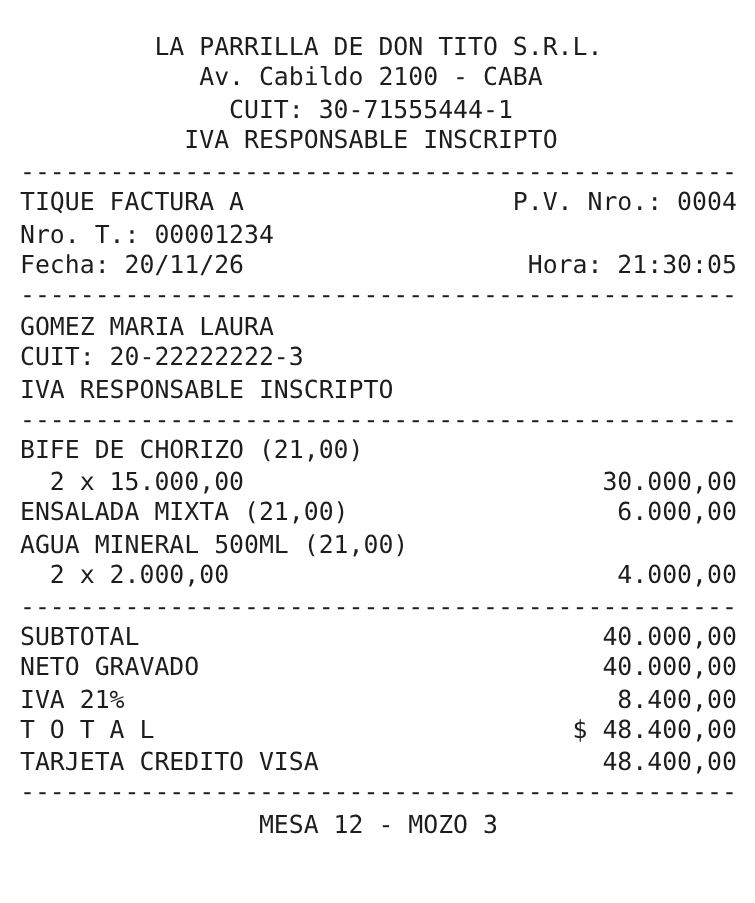 LA PARRILLA DE DON TITO S.R.L.
Av. Cabildo 2100 - CABA
CUIT: 30-71555444-1
IVA RESPONSABLE INSCRIPTO
------------------------------------------------
TIQUE FACTURA A P.V. Nro.: 0004
Nro. T.: 00001234
Fecha: 20/11/26 Hora: 21:30:05
------------------------------------------------
GOMEZ MARIA LAURA
CUIT: 20-22222222-3
IVA RESPONSABLE INSCRIPTO
------------------------------------------------
BIFE DE CHORIZO (21,00)
2 x 15.000,00 30.000,00
ENSALADA MIXTA (21,00) 6.000,00
AGUA MINERAL 500ML (21,00)
2 x 2.000,00 4.000,00
------------------------------------------------
SUBTOTAL 40.000,00
NETO GRAVADO 40.000,00
IVA 21% 8.400,00
T O T A L $ 48.400,00
TARJETA CREDITO VISA 48.400,00
------------------------------------------------
MESA 12 - MOZO 3